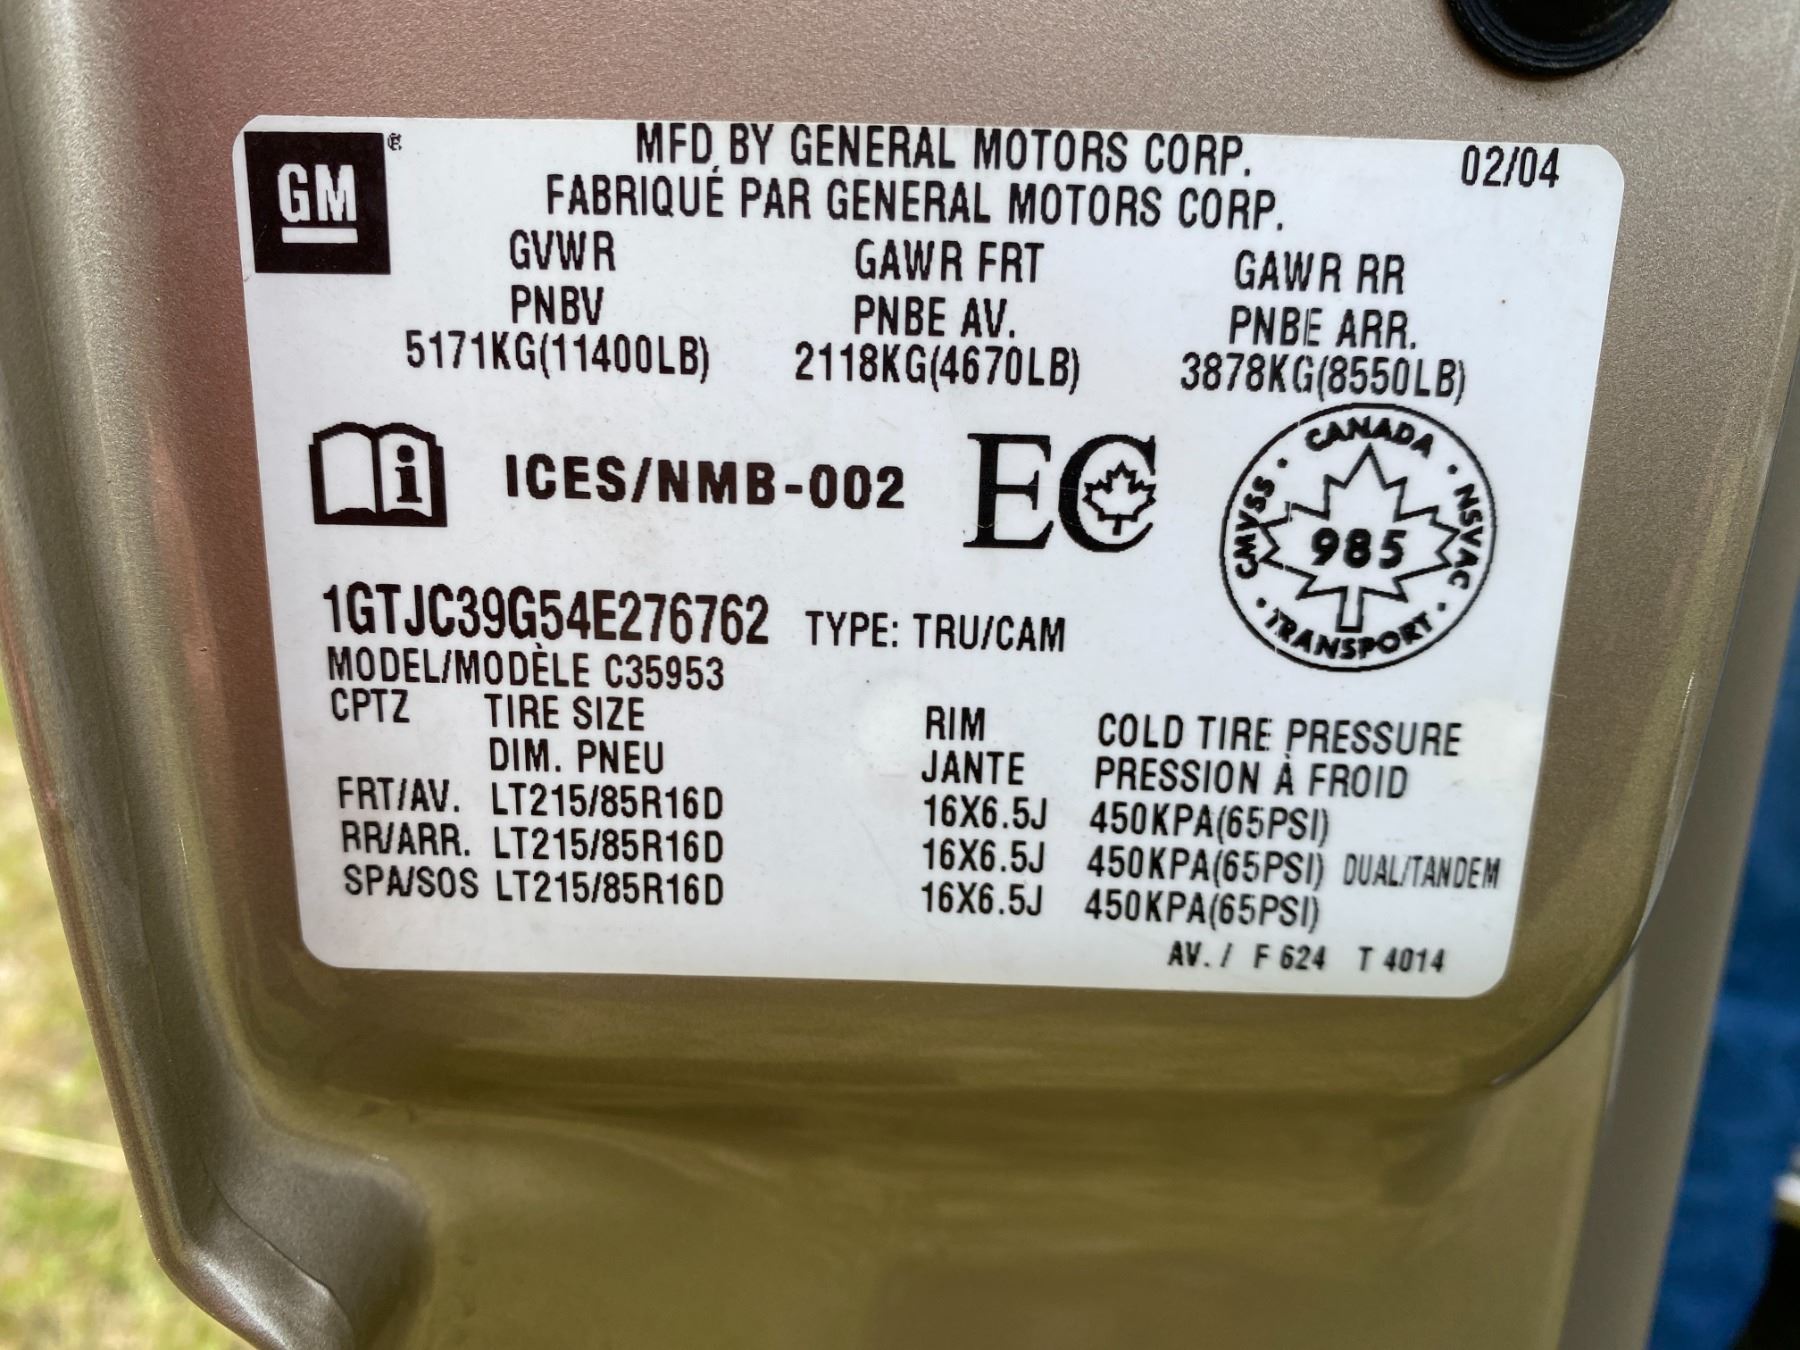 GM
MFD BY GENERAL MOTORS CORP. 02/04
FABRIQUÉ PAR GENERAL MOTORS CORP.
GVWR GAWR FRT GAWR RR
PNBV PNBE AV. PNBE ARR.
5171KG(11400LB) 2118KG(4670LB) 3878KG(8550LB)
i ICES/NMB-002 EC
CANADA
CMVSS · NSVAC
985
TRANSPORT
1GTJC39G54E276762 TYPE: TRU/CAM
MODEL/MODÈLE C35953
CPTZ TIRE SIZE RIM COLD TIRE PRESSURE
DIM. PNEU JANTE PRESSION À FROID
FRT/AV. LT215/85R16D 16X6.5J 450KPA(65PSI)
RR/ARR. LT215/85R16D 16X6.5J 450KPA(65PSI) DUAL/TANDEM
SPA/SOS LT215/85R16D 16X6.5J 450KPA(65PSI)
AV. / F 624 T 4014